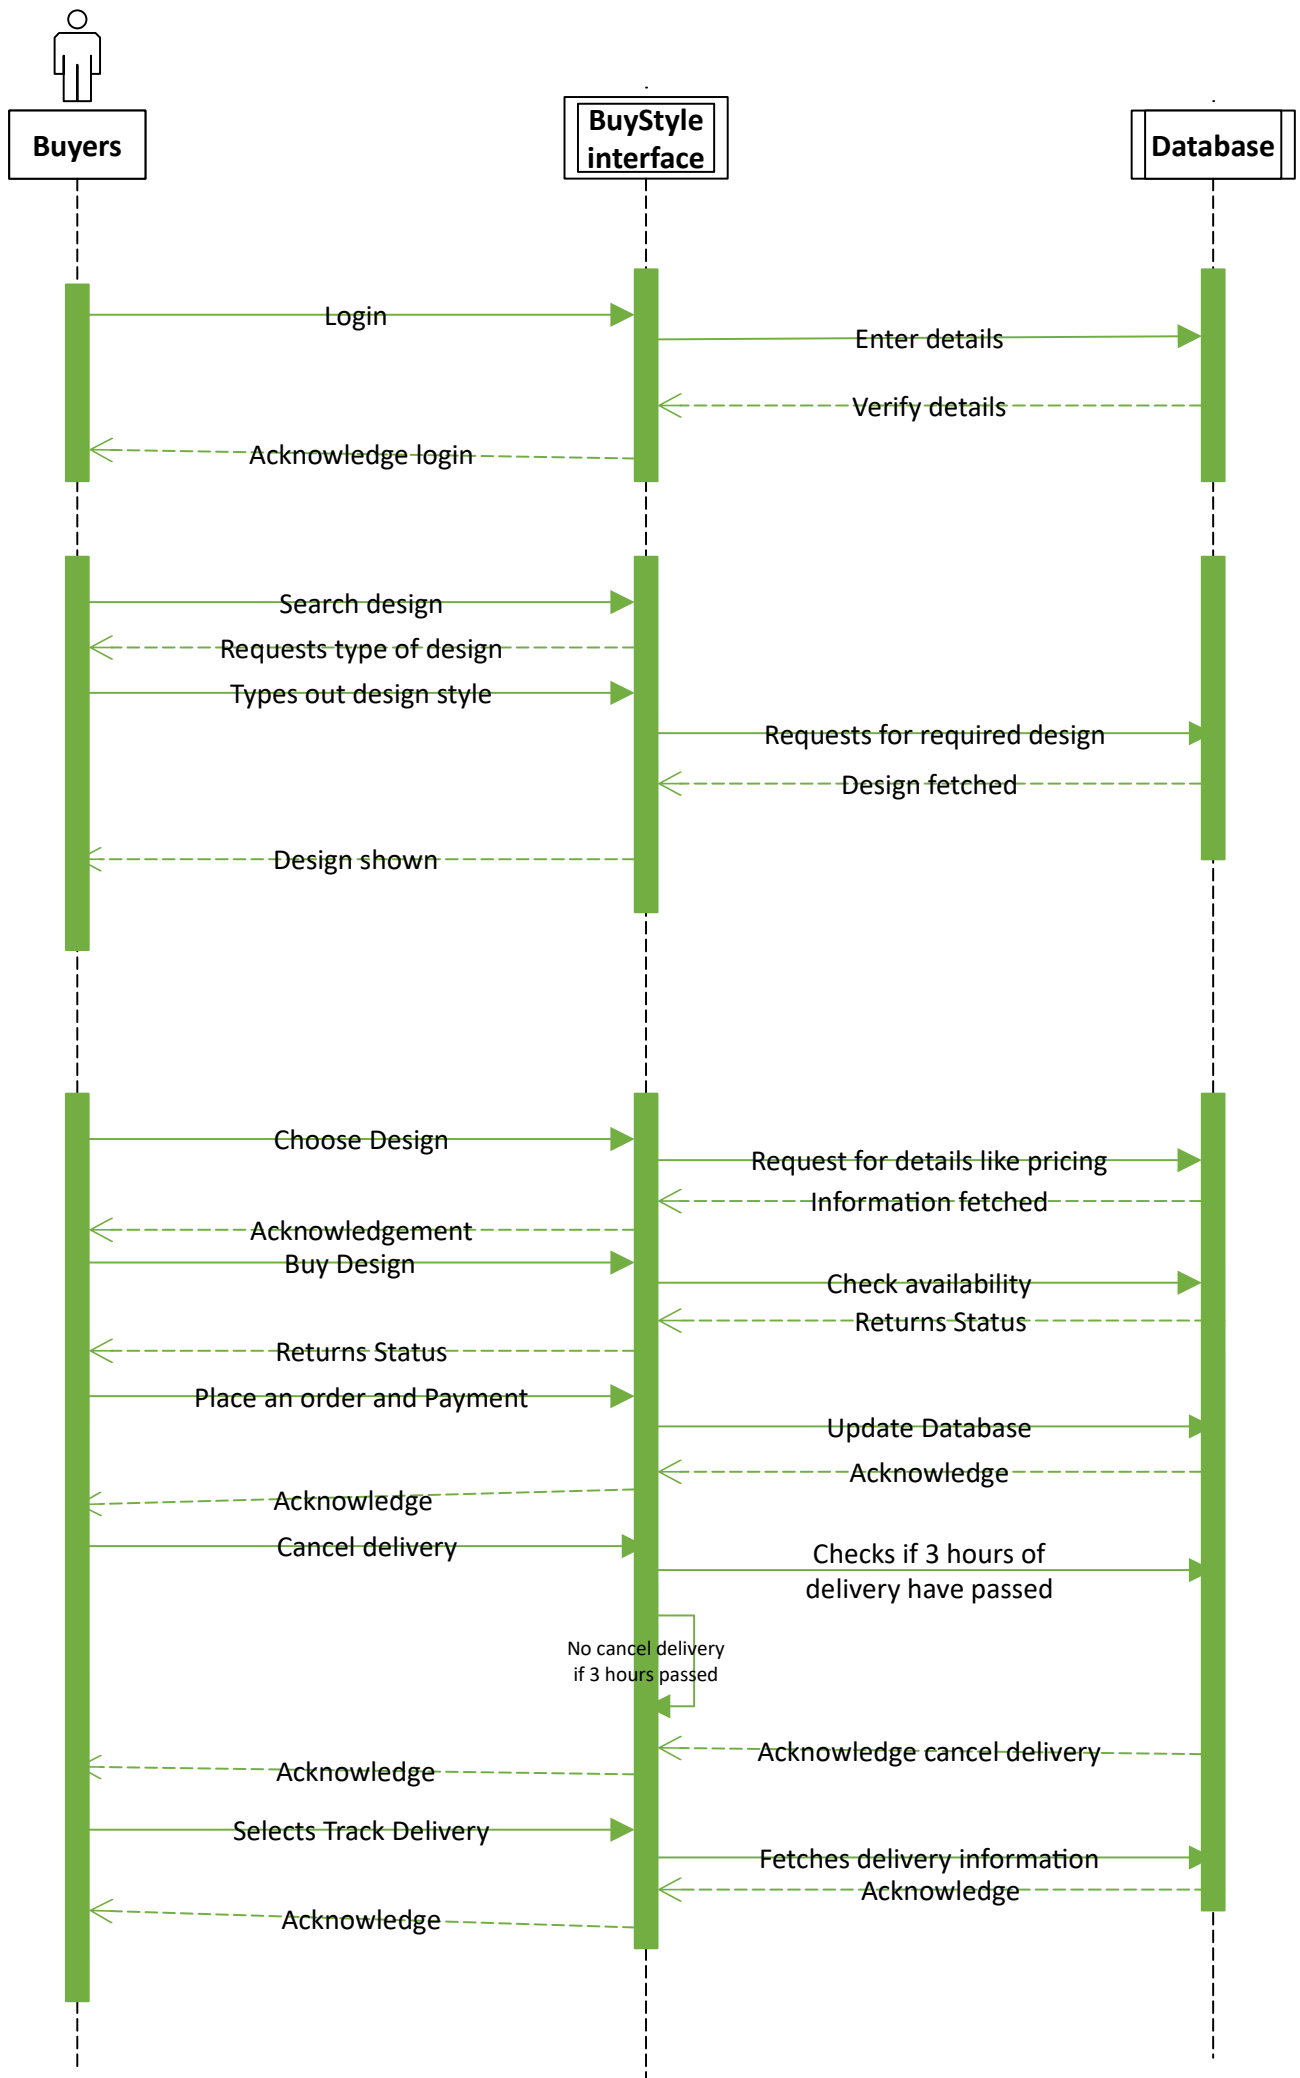 Buyers
BuyStyle
interface
Database
Login
Enter details
Verify details
Acknowledge login
Search design
Requests type of design
Types out design style
Requests for required design
Design fetched
Design shown
Choose Design
Request for details like pricing
Information fetched
Acknowledgement
Buy Design
Check availability
Returns Status
Returns Status
Place an order and Payment
Update Database
Acknowledge
Acknowledge
Cancel delivery
Checks if 3 hours of
delivery have passed
No cancel delivery
if 3 hours passed
Acknowledge cancel delivery
Acknowledge
Selects Track Delivery
Fetches delivery information
Acknowledge
Acknowledge